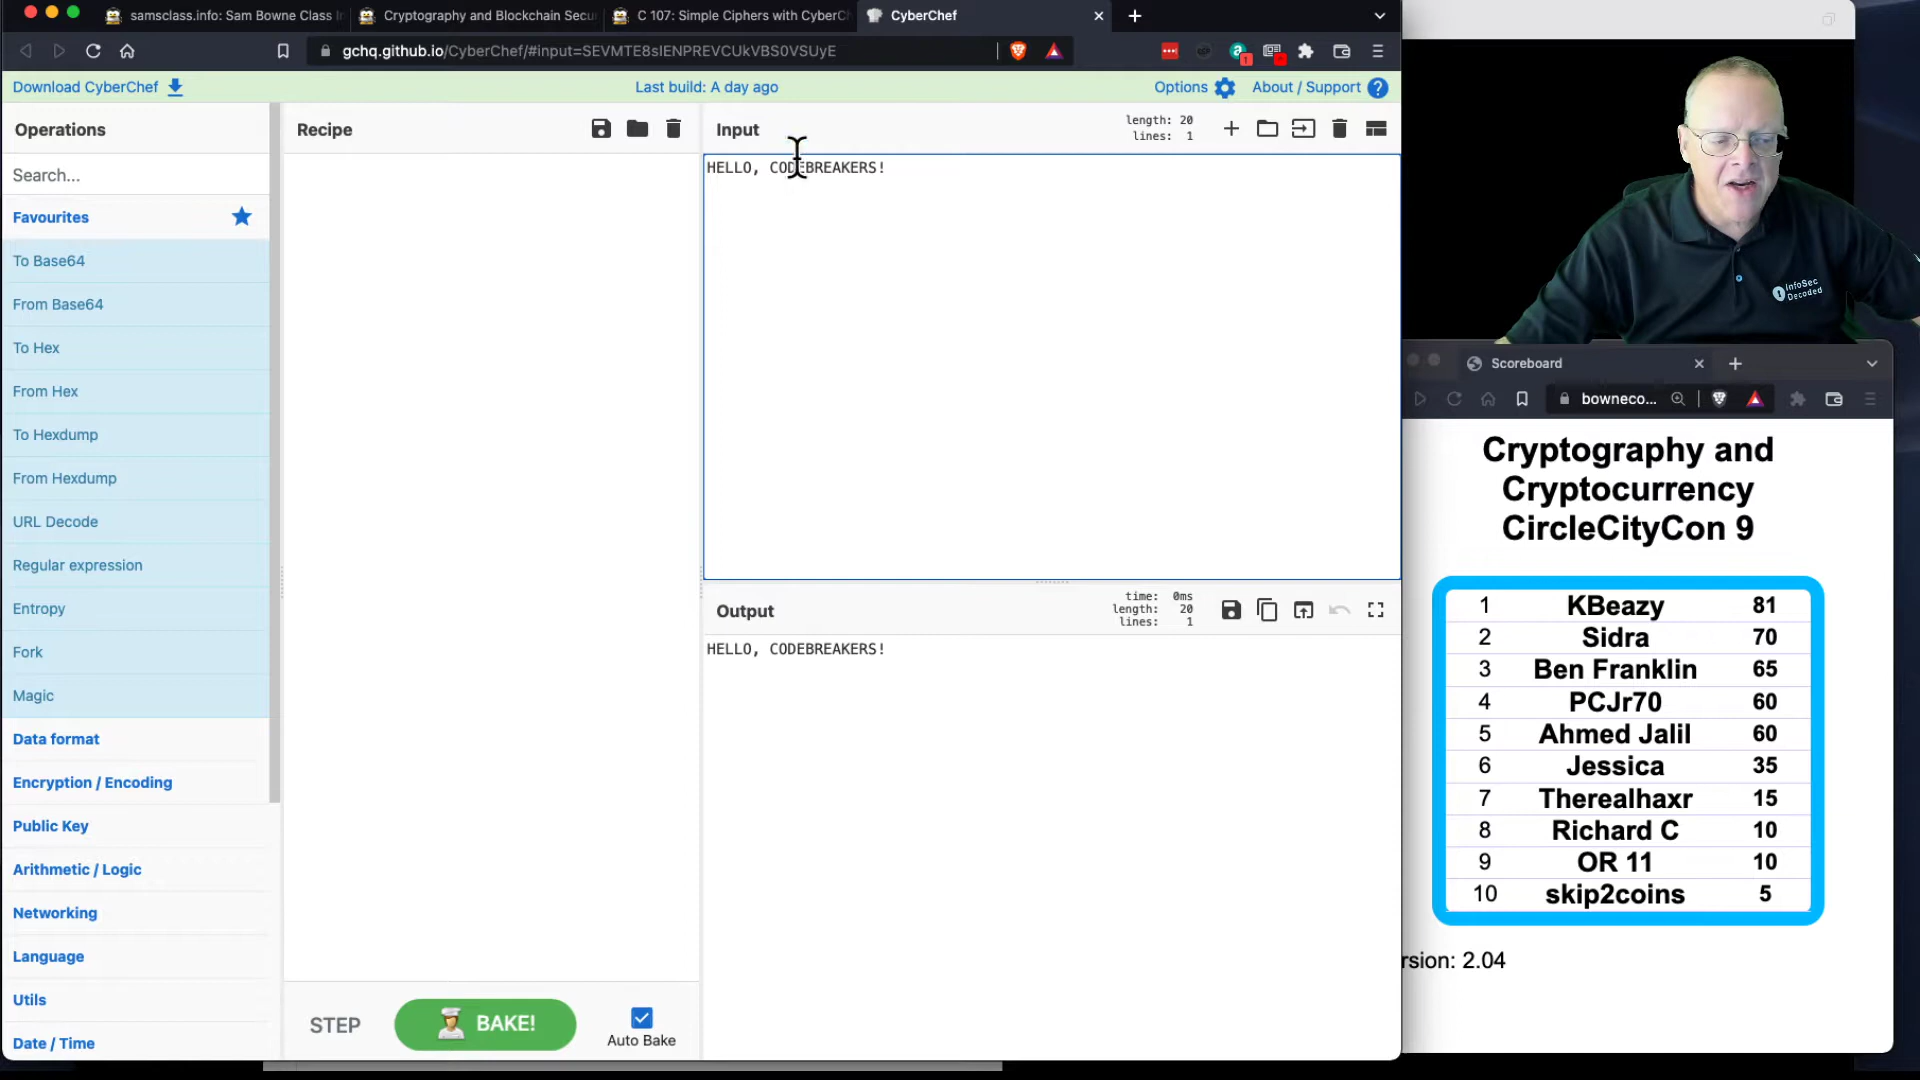 samsclass.info: Sam Bowne Class In
Cryptography and Blockchain Secur
C 107: Simple Ciphers with CyberCh
CyberChef
gchq.github.io/CyberChef/#input=SEVMTE8sIENPREVCUkVBS0VSUyE
Download CyberChef
Last build: A day ago
Options
About / Support
Operations
Search...
Favourites
To Base64
From Base64
To Hex
From Hex
To Hexdump
From Hexdump
URL Decode
Regular expression
Entropy
Fork
Magic
Data format
Encryption / Encoding
Public Key
Arithmetic / Logic
Networking
Language
Utils
Date / Time
Recipe
STEP
BAKE!
Auto Bake
Input
length: 20
lines: 1
HELLO, CODEBREAKERS!
Output
time: 0ms
length: 20
lines: 1
HELLO, CODEBREAKERS!
InfoSec
Decoded
Scoreboard
bowneco...
Cryptography and
Cryptocurrency
CircleCityCon 9
1 KBeazy 81
2 Sidra 70
3 Ben Franklin 65
4 PCJr70 60
5 Ahmed Jalil 60
6 Jessica 35
7 Therealhaxr 15
8 Richard C 10
9 OR 11 10
10 skip2coins 5
rsion: 2.04